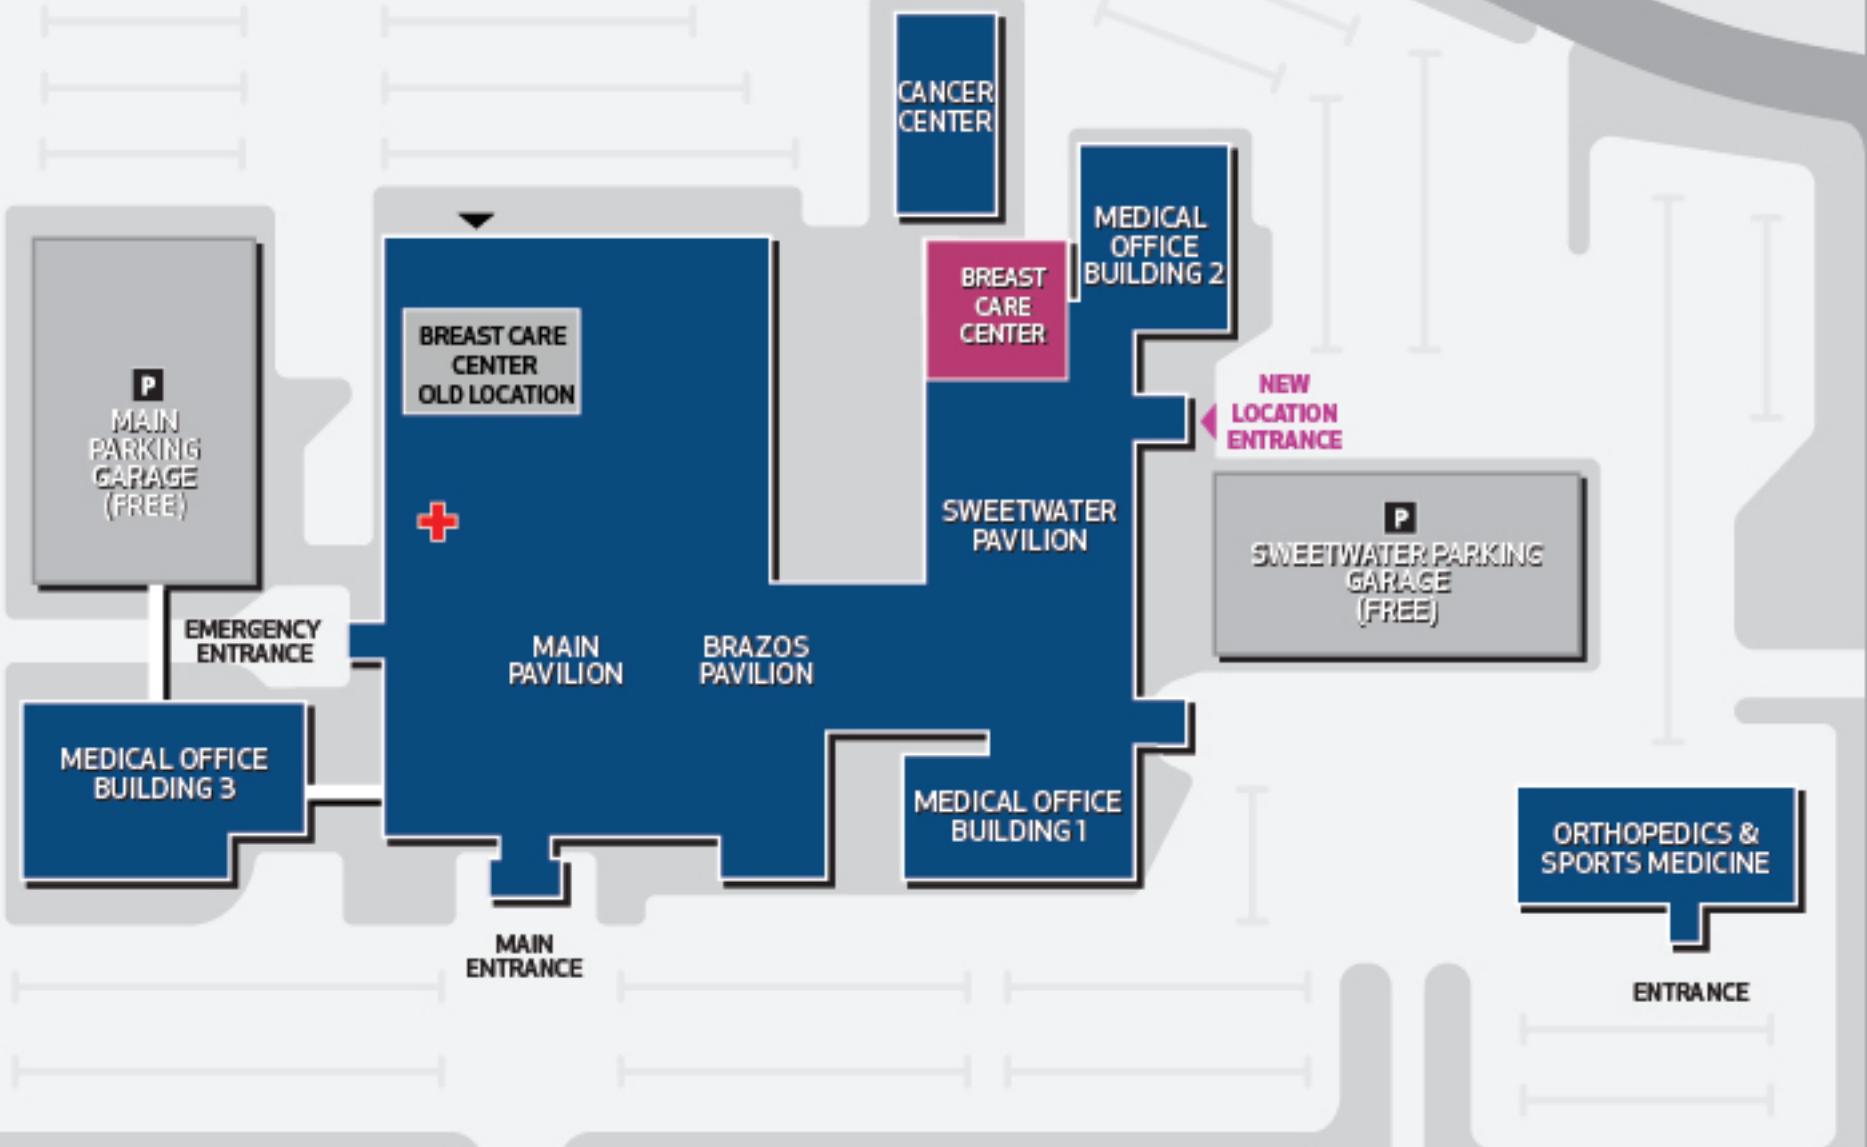 CANCER
CENTER
MEDICAL
OFFICE
BUILDING 2
BREAST
CARE
CENTER
BREAST CARE
CENTER
OLD LOCATION
P
MAIN
PARKING
GARAGE
(FREE)
NEW
LOCATION
ENTRANCE
SWEETWATER
PAVILION
P
SWEETWATER PARKING
GARAGE
(FREE)
EMERGENCY
ENTRANCE
MAIN
PAVILION
BRAZOS
PAVILION
MEDICAL OFFICE
BUILDING 3
MEDICAL OFFICE
BUILDING 1
ORTHOPEDICS &
SPORTS MEDICINE
MAIN
ENTRANCE
ENTRANCE